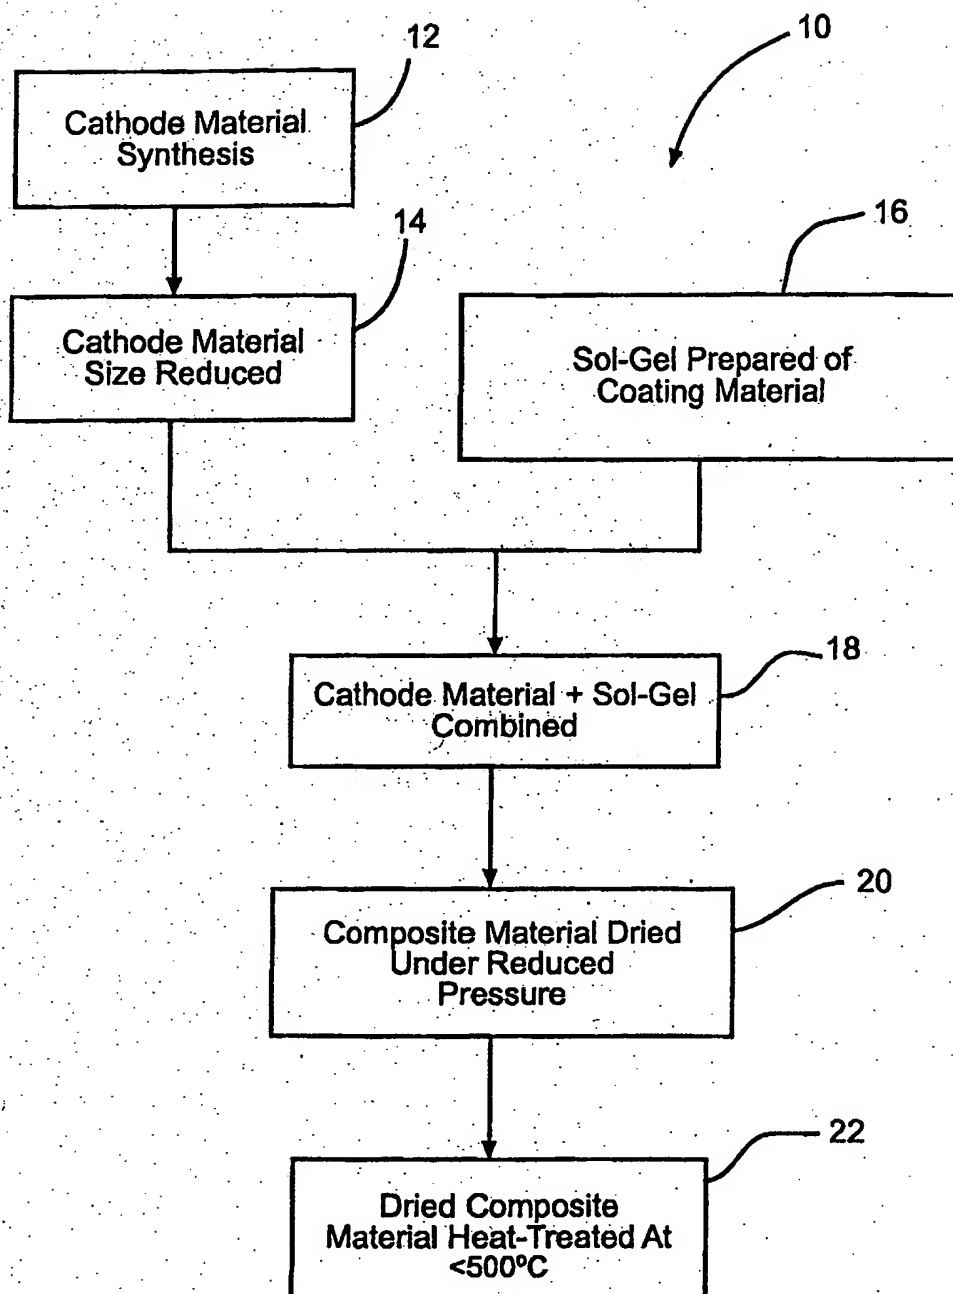 10
12
Cathode Material
Synthesis
14
16
Cathode Material
Size Reduced
Sol-Gel Prepared of
Coating Material
18
Cathode Material + Sol-Gel
Combined
20
Composite Material Dried
Under Reduced
Pressure
22
Dried Composite
Material Heat-Treated At
<500ºC